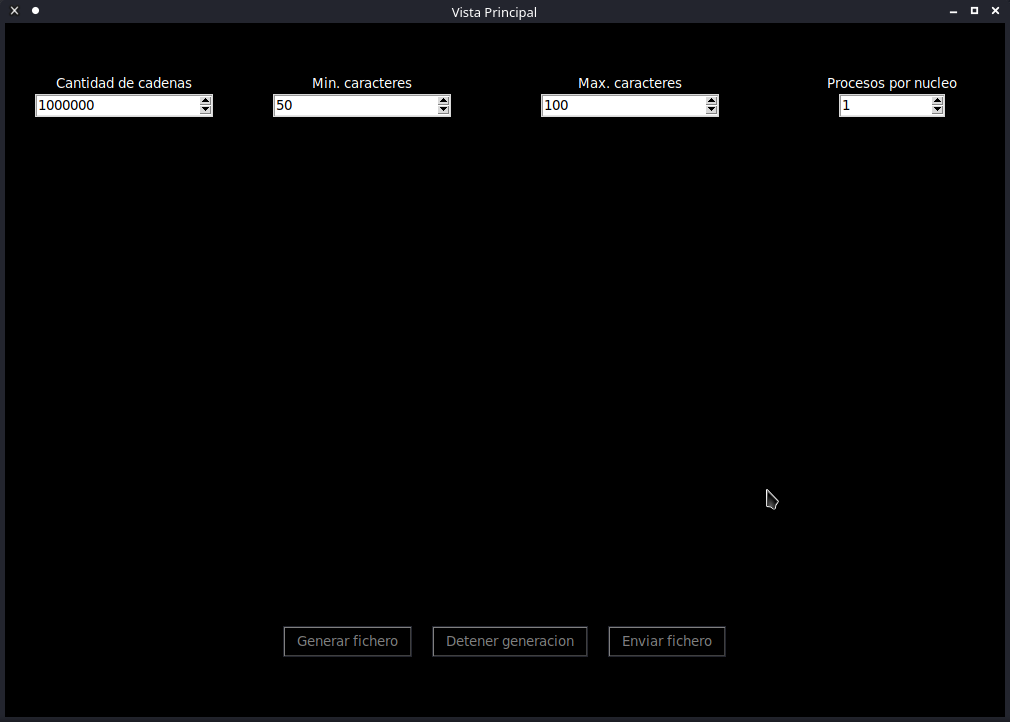 Vista Principal
Cantidad de cadenas
Min. caracteres
Max. caracteres
Procesos por nucleo
1000000
50
100
1
Generar fichero
Detener generacion
Enviar fichero